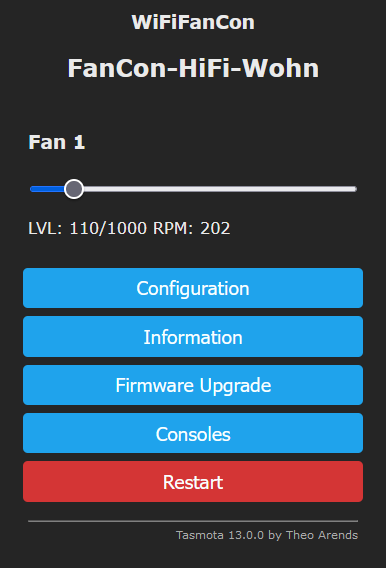 WiFiFanCon
FanCon-HiFi-Wohn
Fan 1
LVL: 110/1000 RPM: 202
Configuration
Information
Firmware Upgrade
Consoles
Restart
Tasmota 13.0.0 by Theo Arends